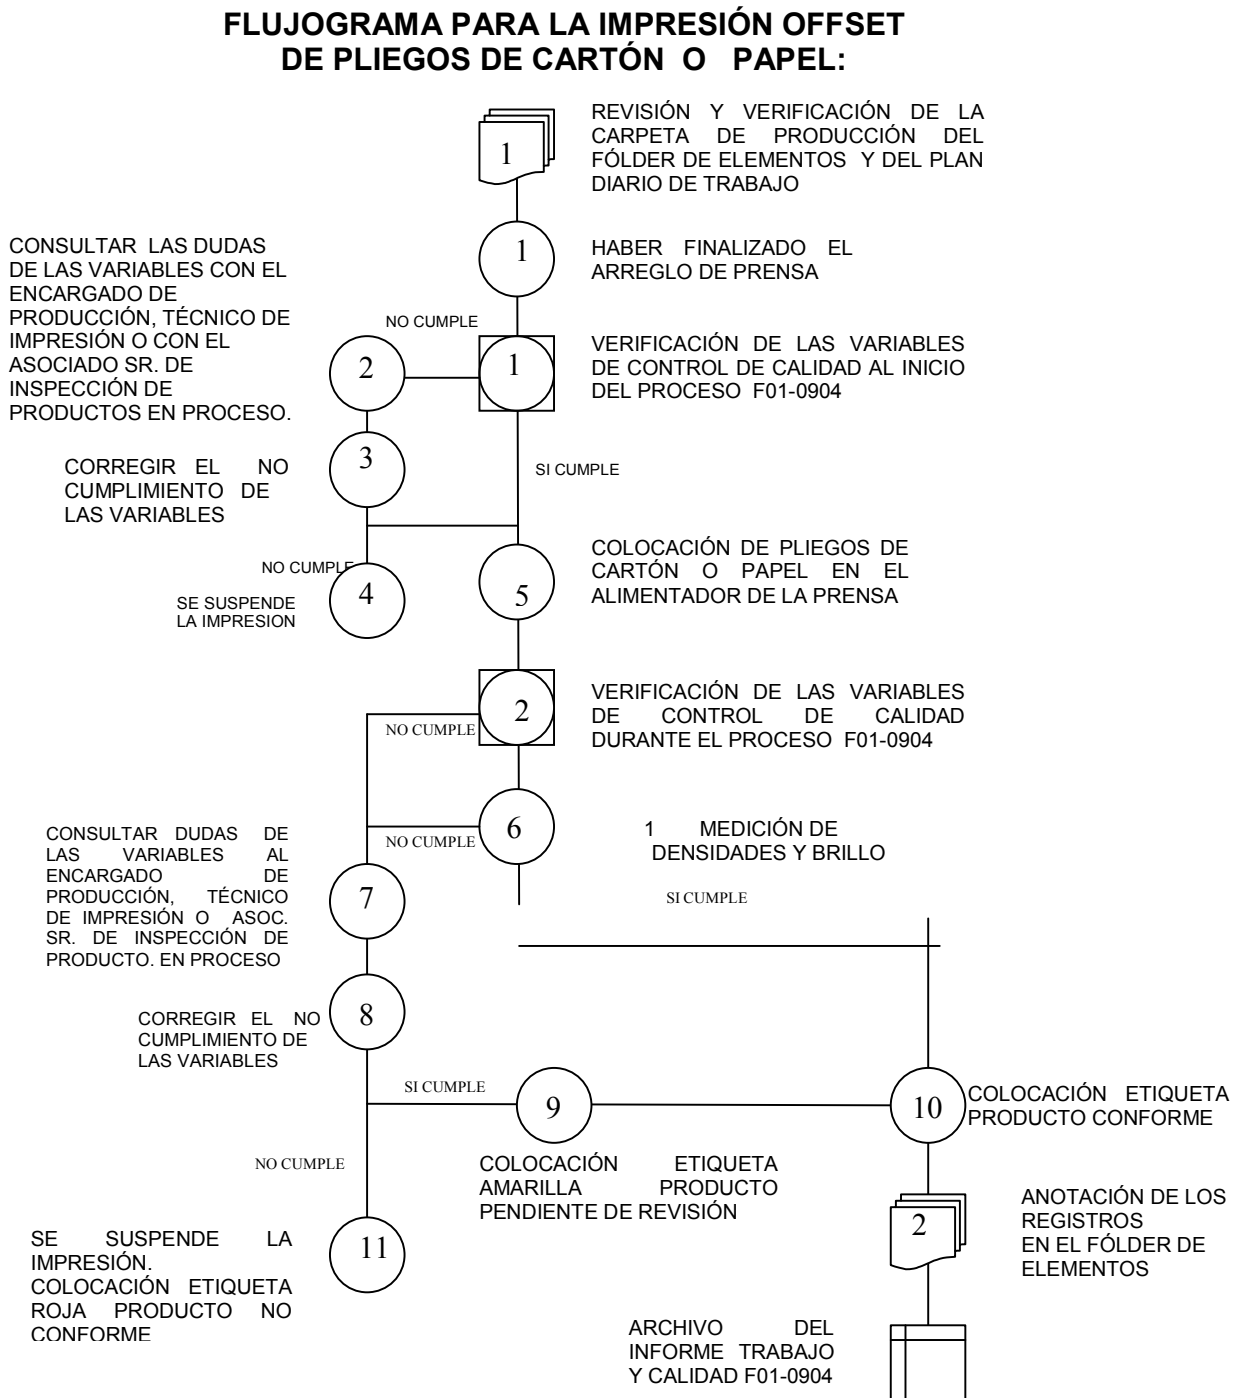 FLUJOGRAMA PARA LA IMPRESIÓN OFFSET
DE PLIEGOS DE CARTÓN O PAPEL:
1
REVISIÓN Y VERIFICACIÓN DE LA
CARPETA DE PRODUCCIÓN DEL
FÓLDER DE ELEMENTOS Y DEL PLAN
DIARIO DE TRABAJO
1
HABER FINALIZADO EL
ARREGLO DE PRENSA
CONSULTAR LAS DUDAS
DE LAS VARIABLES CON EL
ENCARGADO DE
PRODUCCIÓN, TÉCNICO DE
IMPRESIÓN O CON EL
ASOCIADO SR. DE
INSPECCIÓN DE
PRODUCTOS EN PROCESO.
2
NO CUMPLE
1
VERIFICACIÓN DE LAS VARIABLES
DE CONTROL DE CALIDAD AL INICIO
DEL PROCESO F01-0904
CORREGIR EL NO
CUMPLIMIENTO DE
LAS VARIABLES
3
SI CUMPLE
NO CUMPLE
SE SUSPENDE
LA IMPRESION
4
5
COLOCACIÓN DE PLIEGOS DE
CARTÓN O PAPEL EN EL
ALIMENTADOR DE LA PRENSA
NO CUMPLE
2
VERIFICACIÓN DE LAS VARIABLES
DE CONTROL DE CALIDAD
DURANTE EL PROCESO F01-0904
NO CUMPLE
6
1 MEDICIÓN DE
DENSIDADES Y BRILLO
SI CUMPLE
CONSULTAR DUDAS DE
LAS VARIABLES AL
ENCARGADO DE
PRODUCCIÓN, TÉCNICO
DE IMPRESIÓN O ASOC.
SR. DE INSPECCIÓN DE
PRODUCTO. EN PROCESO
7
CORREGIR EL NO
CUMPLIMIENTO DE
LAS VARIABLES
8
SI CUMPLE
9
COLOCACIÓN ETIQUETA
AMARILLA PRODUCTO
PENDIENTE DE REVISIÓN
10
COLOCACIÓN ETIQUETA
PRODUCTO CONFORME
NO CUMPLE
SE SUSPENDE LA
IMPRESIÓN.
COLOCACIÓN ETIQUETA
ROJA PRODUCTO NO
CONFORME
11
2
ANOTACIÓN DE LOS
REGISTROS
EN EL FÓLDER DE
ELEMENTOS
ARCHIVO DEL
INFORME TRABAJO
Y CALIDAD F01-0904